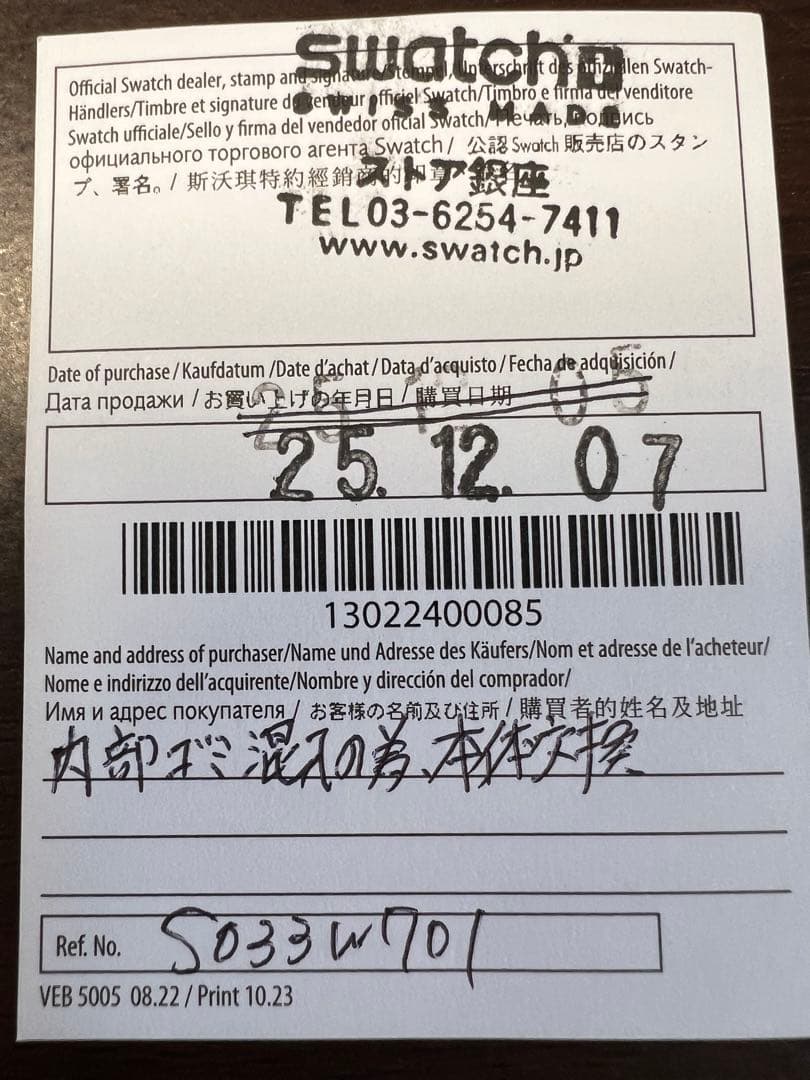 swatch
SWISS MADE
Official Swatch dealer, stamp and signature/Stempel, Unterschrift des offiziellen Swatch-
Händlers/Timbre et signature du vendeur officiel Swatch/Timbro e firma del venditore
Swatch ufficiale/Sello y firma del vendedor oficial Swatch/Печать, подпись
официального торгового агента Swatch/ 公認 Swatch 販売店のスタン
プ、署名。/ 斯沃琪特約經銷商的印章
ストア銀座
TEL03-6254-7411
www.swatch.jp
Date of purchase/Kaufdatum/Date d'achat/Data d'acquisto/Fecha de adquisición/
Дата продажи/お買い上げの年月日/購買日期
25. 12. 07
13022400085
Name and address of purchaser/Name und Adresse des Käufers/Nom et adresse de l'acheteur/
Nome e indirizzo dell'acquirente/Nombre y dirección del comprador/
Имя и адрес покупателя/ お客様の名前及び住所 / 購買者的姓名及地址
内部ゴミ混入の為、本体交換
Ref. No. S033W701
VEB 5005 08.22 / Print 10.23